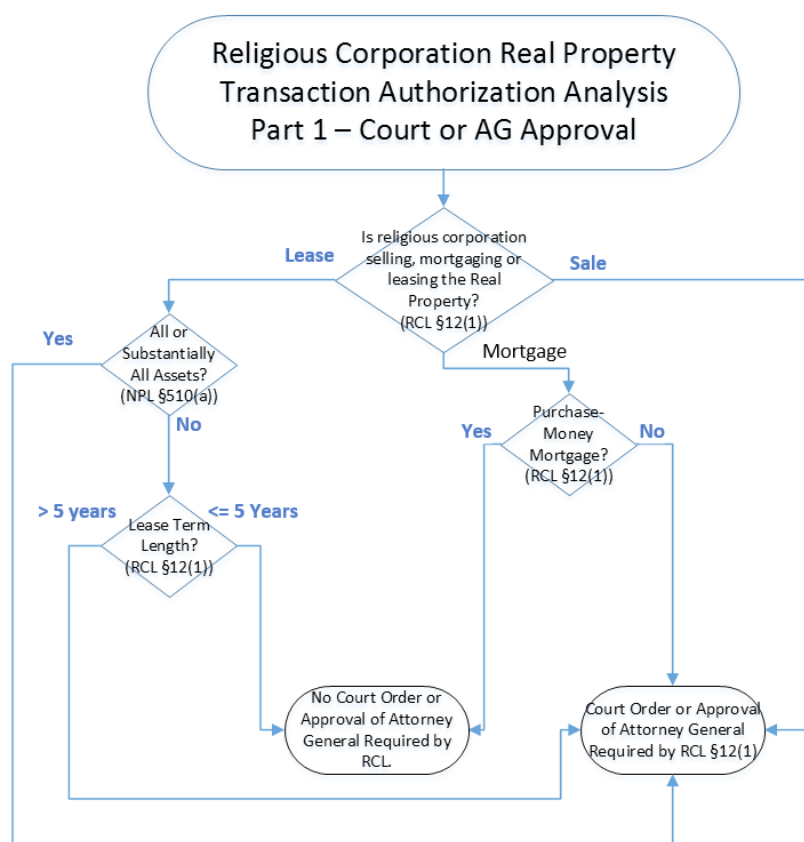 Religious Corporation Real Property
Transaction Authorization Analysis
Part 1 – Court or AG Approval
Is religious corporation
selling, mortgaging or
leasing the Real
Property?
(RCL §12(1))
Lease
Sale
Mortgage
All or
Substantially
All Assets?
(NPL §510(a))
Yes
No
Purchase-
Money
Mortgage?
(RCL §12(1))
Yes
No
> 5 years
<= 5 Years
Lease Term
Length?
(RCL §12(1))
No Court Order or
Approval of Attorney
General Required by
RCL.
Court Order or Approval
of Attorney General
Required by RCL §12(1)